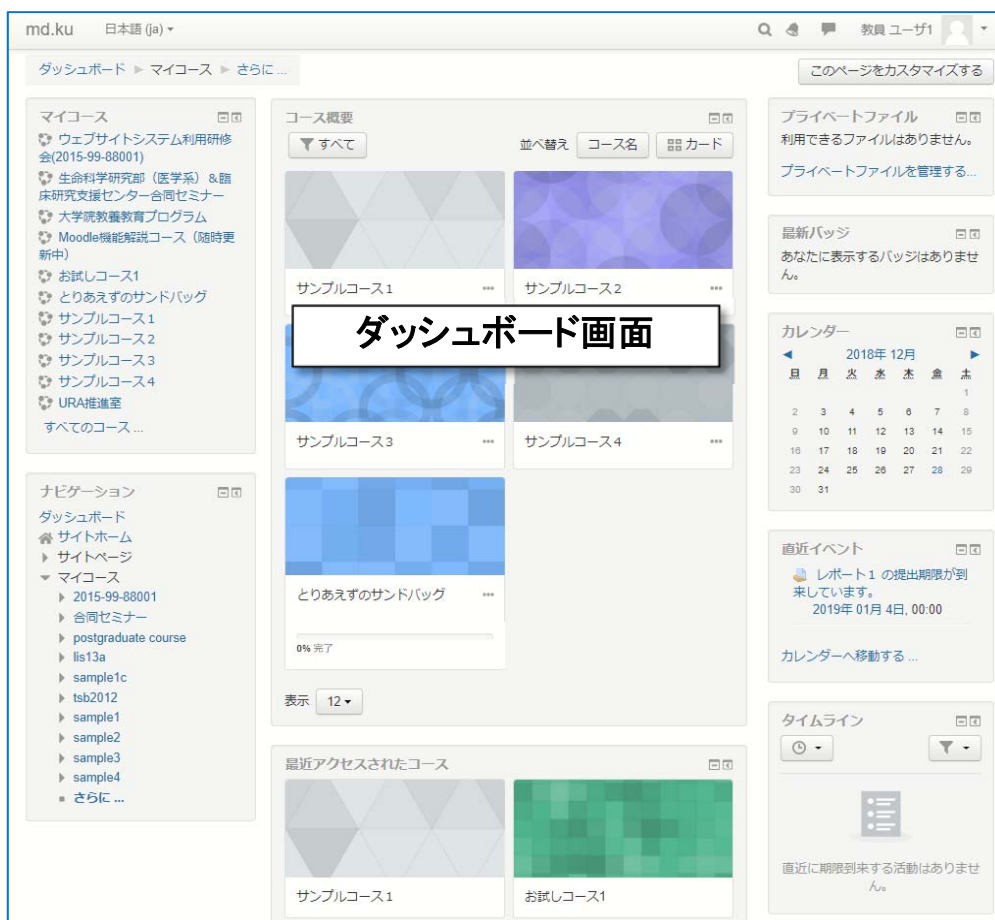 md.ku 日本語 (ja) 教員 ユーザ1
ダッシュボード ▶ マイコース ▶ さらに ...
このページをカスタマイズする
マイコース
ウェブサイトシステム利用研修
会(2015-99-88001)
生命科学研究部（医学系）&臨
床研究支援センター合同セミナー
大学院教養教育プログラム
Moodle機能解説コース（随時更
新中）
お試しコース1
とりあえずのサンドバッグ
サンプルコース1
サンプルコース2
サンプルコース3
サンプルコース4
URA推進室
すべてのコース ...
ナビゲーション
ダッシュボード
サイトホーム
サイトページ
マイコース
2015-99-88001
合同セミナー
postgraduate course
lis13a
sample1c
tsb2012
sample1
sample2
sample3
sample4
さらに ...
コース概要
すべて 並べ替え コース名 カード
サンプルコース1 ... サンプルコース2 ...
ダッシュボード画面
サンプルコース3 ... サンプルコース4 ...
とりあえずのサンドバッグ ...
0% 完了
表示 12
最近アクセスされたコース
サンプルコース1 お試しコース1
プライベートファイル
利用できるファイルはありません。
プライベートファイルを管理する...
最新バッジ
あなたに表示するバッジはありませ
ん。
カレンダー
◀ 2018年 12月 ▶
日 月 火 水 木 金 土
1
2 3 4 5 6 7 8
9 10 11 12 13 14 15
16 17 18 19 20 21 22
23 24 25 26 27 28 29
30 31
直近イベント
レポート1 の提出期限が到
来しています。
2019年 01月 4日, 00:00
カレンダーへ移動する ...
タイムライン
直近に期限到来する活動はありませ
ん。